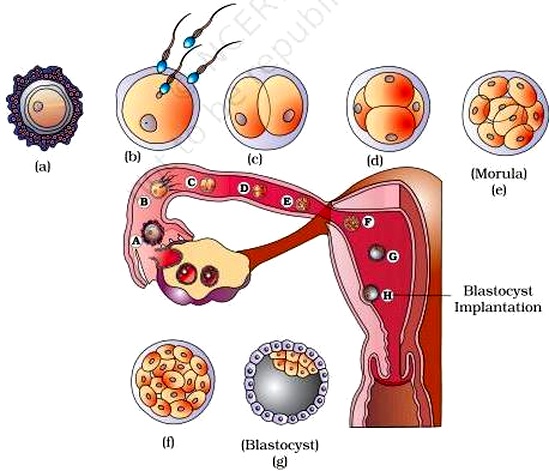 (a)
(b)
(c)
(d)
(Morula)
(e)
A
B
C
D
E
F
G
H
Blastocyst
Implantation
(f)
(Blastocyst)
(g)